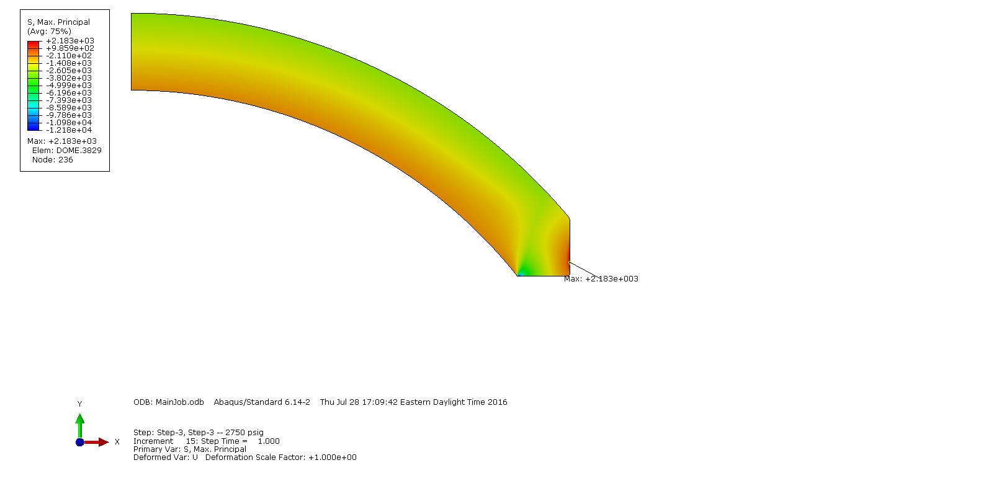 S, Max. Principal
(Avg: 75%)
+2.183e+03
+9.859e+02
-2.110e+02
-1.408e+03
-2.605e+03
-3.802e+03
-4.999e+03
-6.196e+03
-7.393e+03
-8.589e+03
-9.786e+03
-1.098e+04
-1.218e+04
Max: +2.183e+03
Elem: DOME.3829
Node: 236
Max: +2.183e+003
Y
X
ODB: MainJob.odb    Abaqus/Standard 6.14-2    Thu Jul 28 17:09:42 Eastern Daylight Time 2016
Step: Step-3, Step-3 -- 2750 psig
Increment     15: Step Time =    1.000
Primary Var: S, Max. Principal
Deformed Var: U   Deformation Scale Factor: +1.000e+00